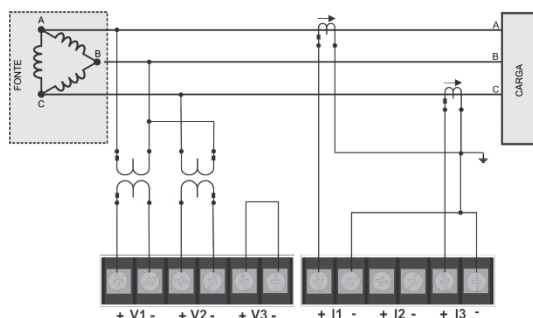 FONTE
A
B
C
A
B
C
CARGA
+ V1 - + V2 - + V3 -
+ I1 - + I2 - + I3 -